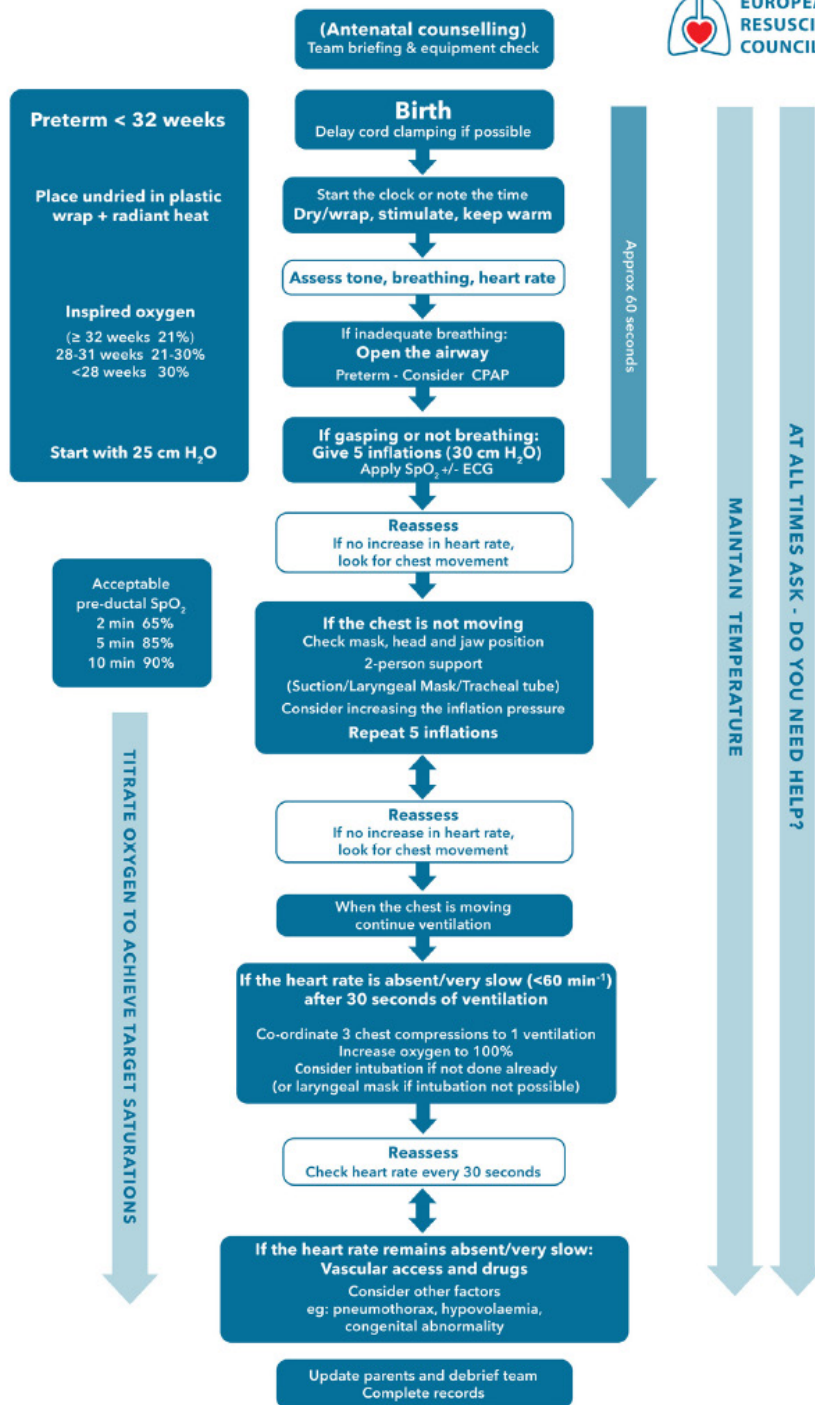 EUROPEA
RESUSCI
COUNCIL
(Antenatal counselling)
Team briefing & equipment check
Preterm < 32 weeks
Place undried in plastic
wrap + radiant heat
Inspired oxygen
(≥ 32 weeks 21%)
28-31 weeks 21-30%
<28 weeks 30%
Start with 25 cm H₂O
Birth
Delay cord clamping if possible
Start the clock or note the time
Dry/wrap, stimulate, keep warm
Assess tone, breathing, heart rate
If inadequate breathing:
Open the airway
Preterm - Consider CPAP
If gasping or not breathing:
Give 5 inflations (30 cm H₂O)
Apply SpO₂ +/- ECG
Approx 60 seconds
Reassess
If no increase in heart rate,
look for chest movement
Acceptable
pre-ductal SpO₂
2 min 65%
5 min 85%
10 min 90%
If the chest is not moving
Check mask, head and jaw position
2-person support
(Suction/Laryngeal Mask/Tracheal tube)
Consider increasing the inflation pressure
Repeat 5 inflations
Reassess
If no increase in heart rate,
look for chest movement
When the chest is moving
continue ventilation
If the heart rate is absent/very slow (<60 min⁻¹)
after 30 seconds of ventilation
Co-ordinate 3 chest compressions to 1 ventilation
Increase oxygen to 100%
Consider intubation if not done already
(or laryngeal mask if intubation not possible)
Reassess
Check heart rate every 30 seconds
If the heart rate remains absent/very slow:
Vascular access and drugs
Consider other factors
eg: pneumothorax, hypovolaemia,
congenital abnormality
Update parents and debrief team
Complete records
TITRATE OXYGEN TO ACHIEVE TARGET SATURATIONS
MAINTAIN TEMPERATURE
AT ALL TIMES ASK - DO YOU NEED HELP?